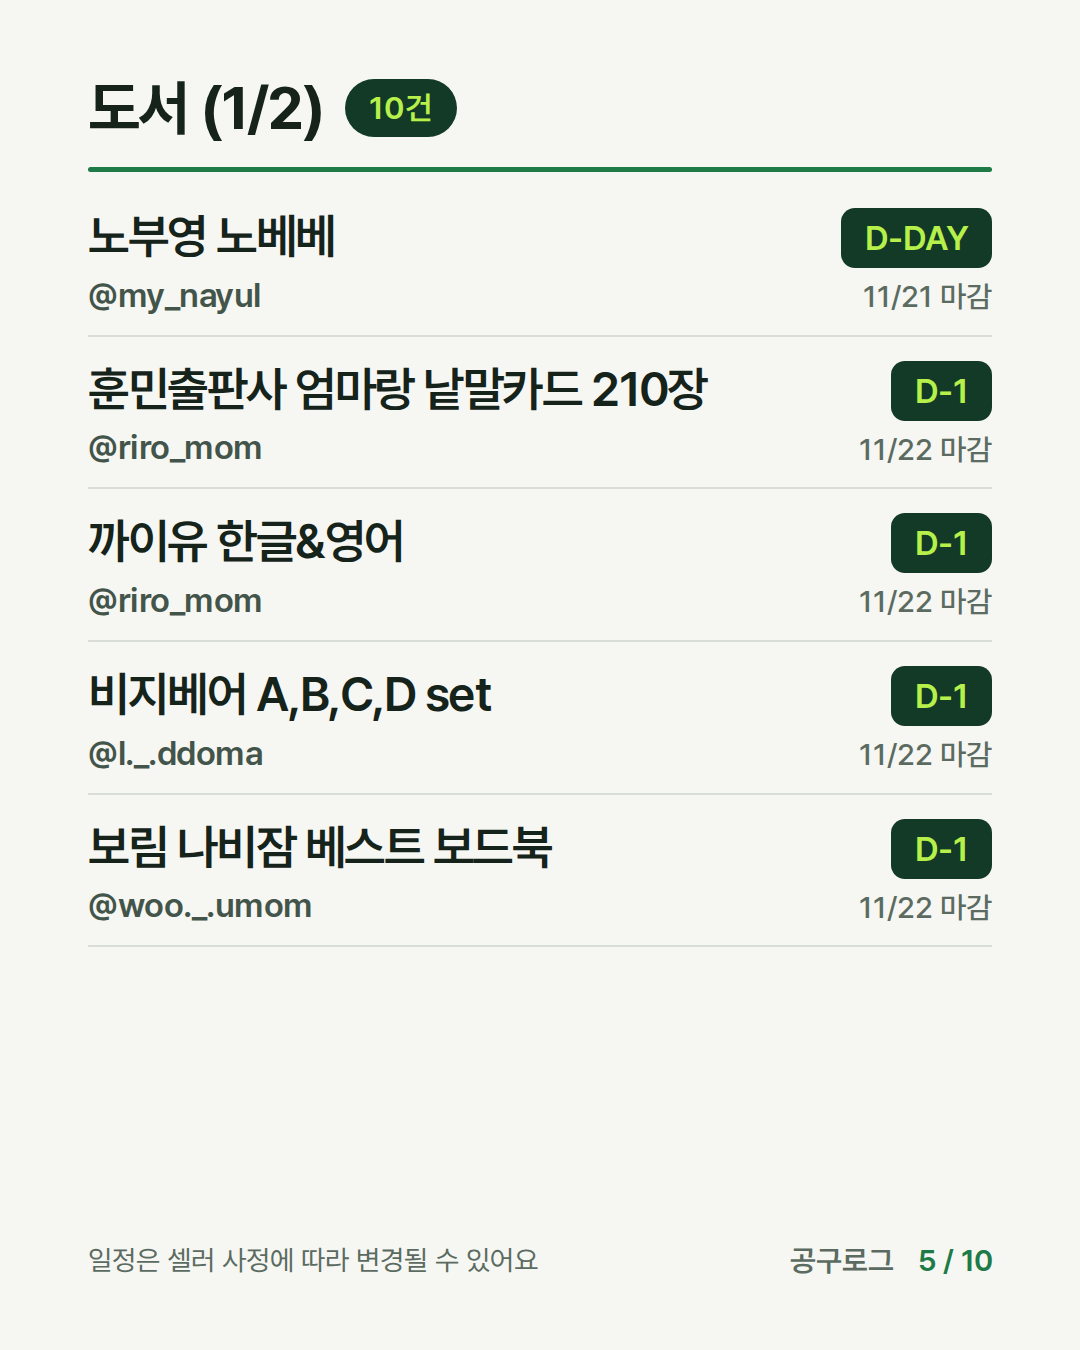 도서 (1/2) 10건
노부영 노베베 D-DAY
@my_nayul 11/21 마감
훈민출판사 엄마랑 낱말카드 210장 D-1
@riro_mom 11/22 마감
까이유 한글&영어 D-1
@riro_mom 11/22 마감
비지베어 A,B,C,D set D-1
@l._.ddoma 11/22 마감
보림 나비잠 베스트 보드북 D-1
@woo._.umom 11/22 마감
일정은 셀러 사정에 따라 변경될 수 있어요 공구로그 5 / 10